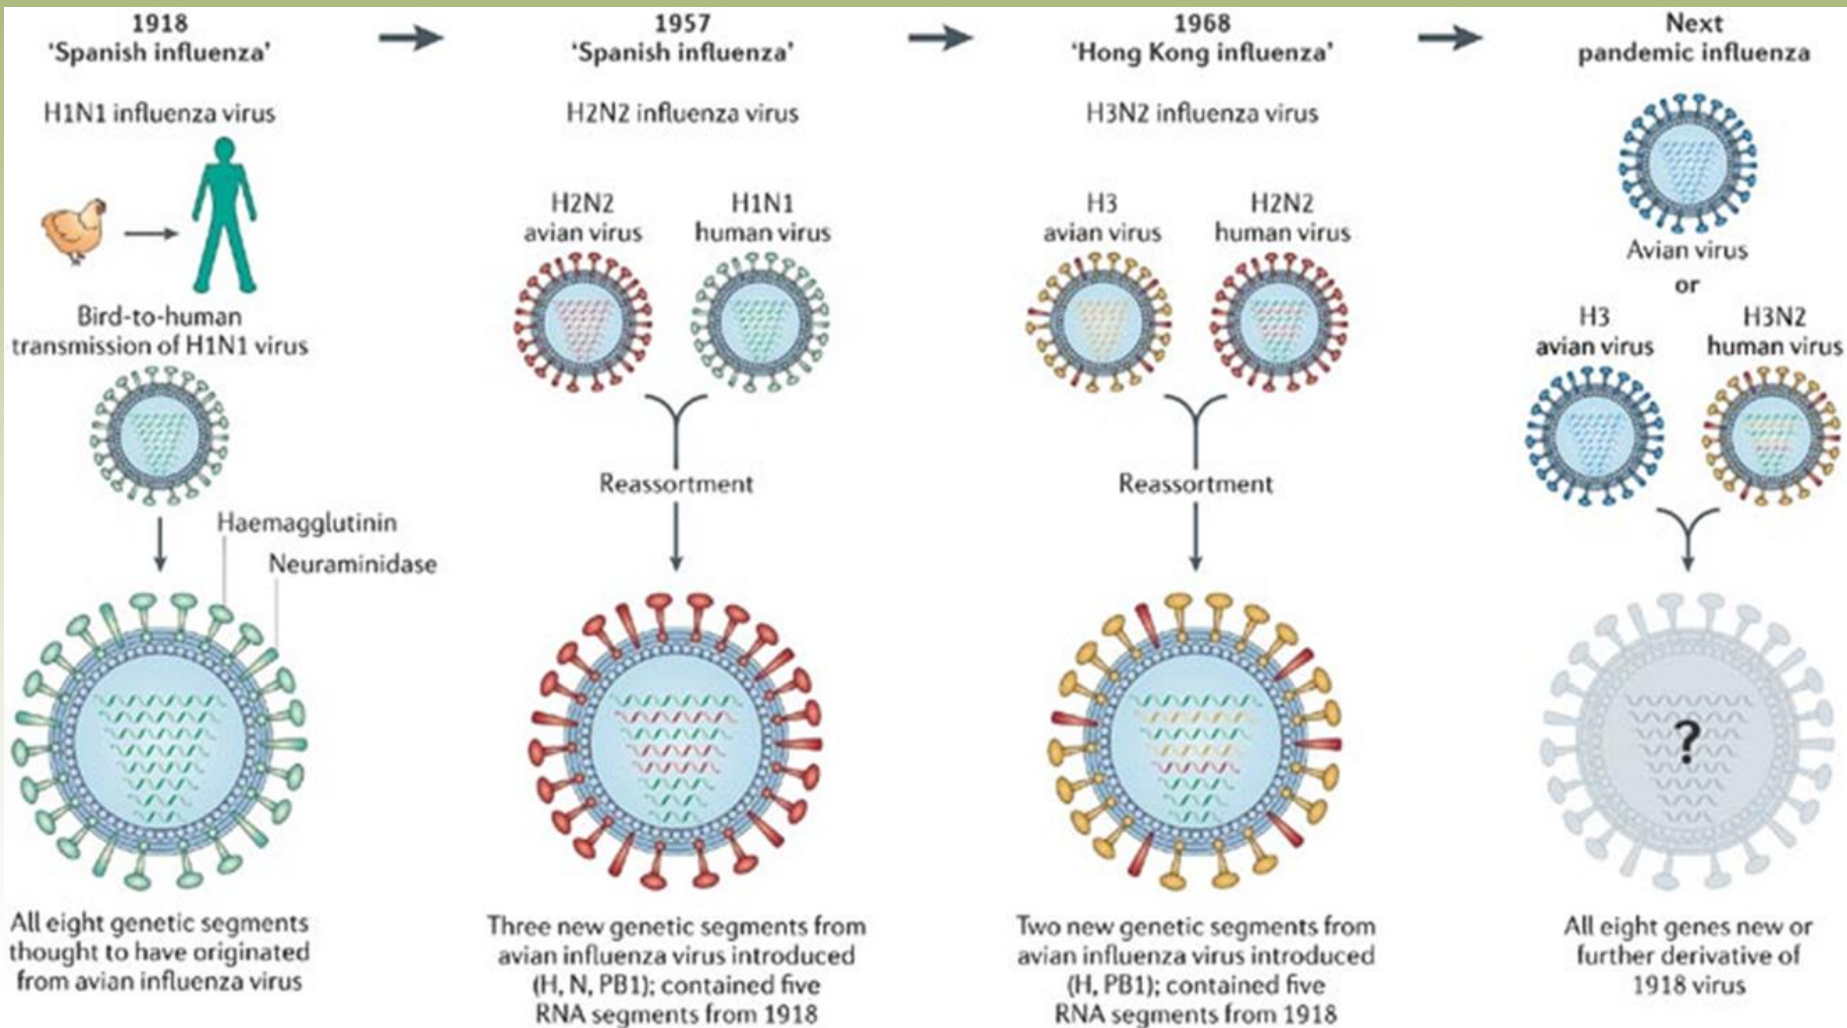 1918
'Spanish influenza'
H1N1 influenza virus
Bird-to-human
transmission of H1N1 virus
Haemagglutinin
Neuraminidase
All eight genetic segments
thought to have originated
from avian influenza virus
1957
'Spanish influenza'
H2N2 influenza virus
H2N2
avian virus
H1N1
human virus
Reassortment
Three new genetic segments from
avian influenza virus introduced
(H, N, PB1); contained five
RNA segments from 1918
1968
'Hong Kong influenza'
H3N2 influenza virus
H3
avian virus
H2N2
human virus
Reassortment
Two new genetic segments from
avian influenza virus introduced
(H, PB1); contained five
RNA segments from 1918
Next
pandemic influenza
Avian virus
or
H3
avian virus
H3N2
human virus
?
All eight genes new or
further derivative of
1918 virus